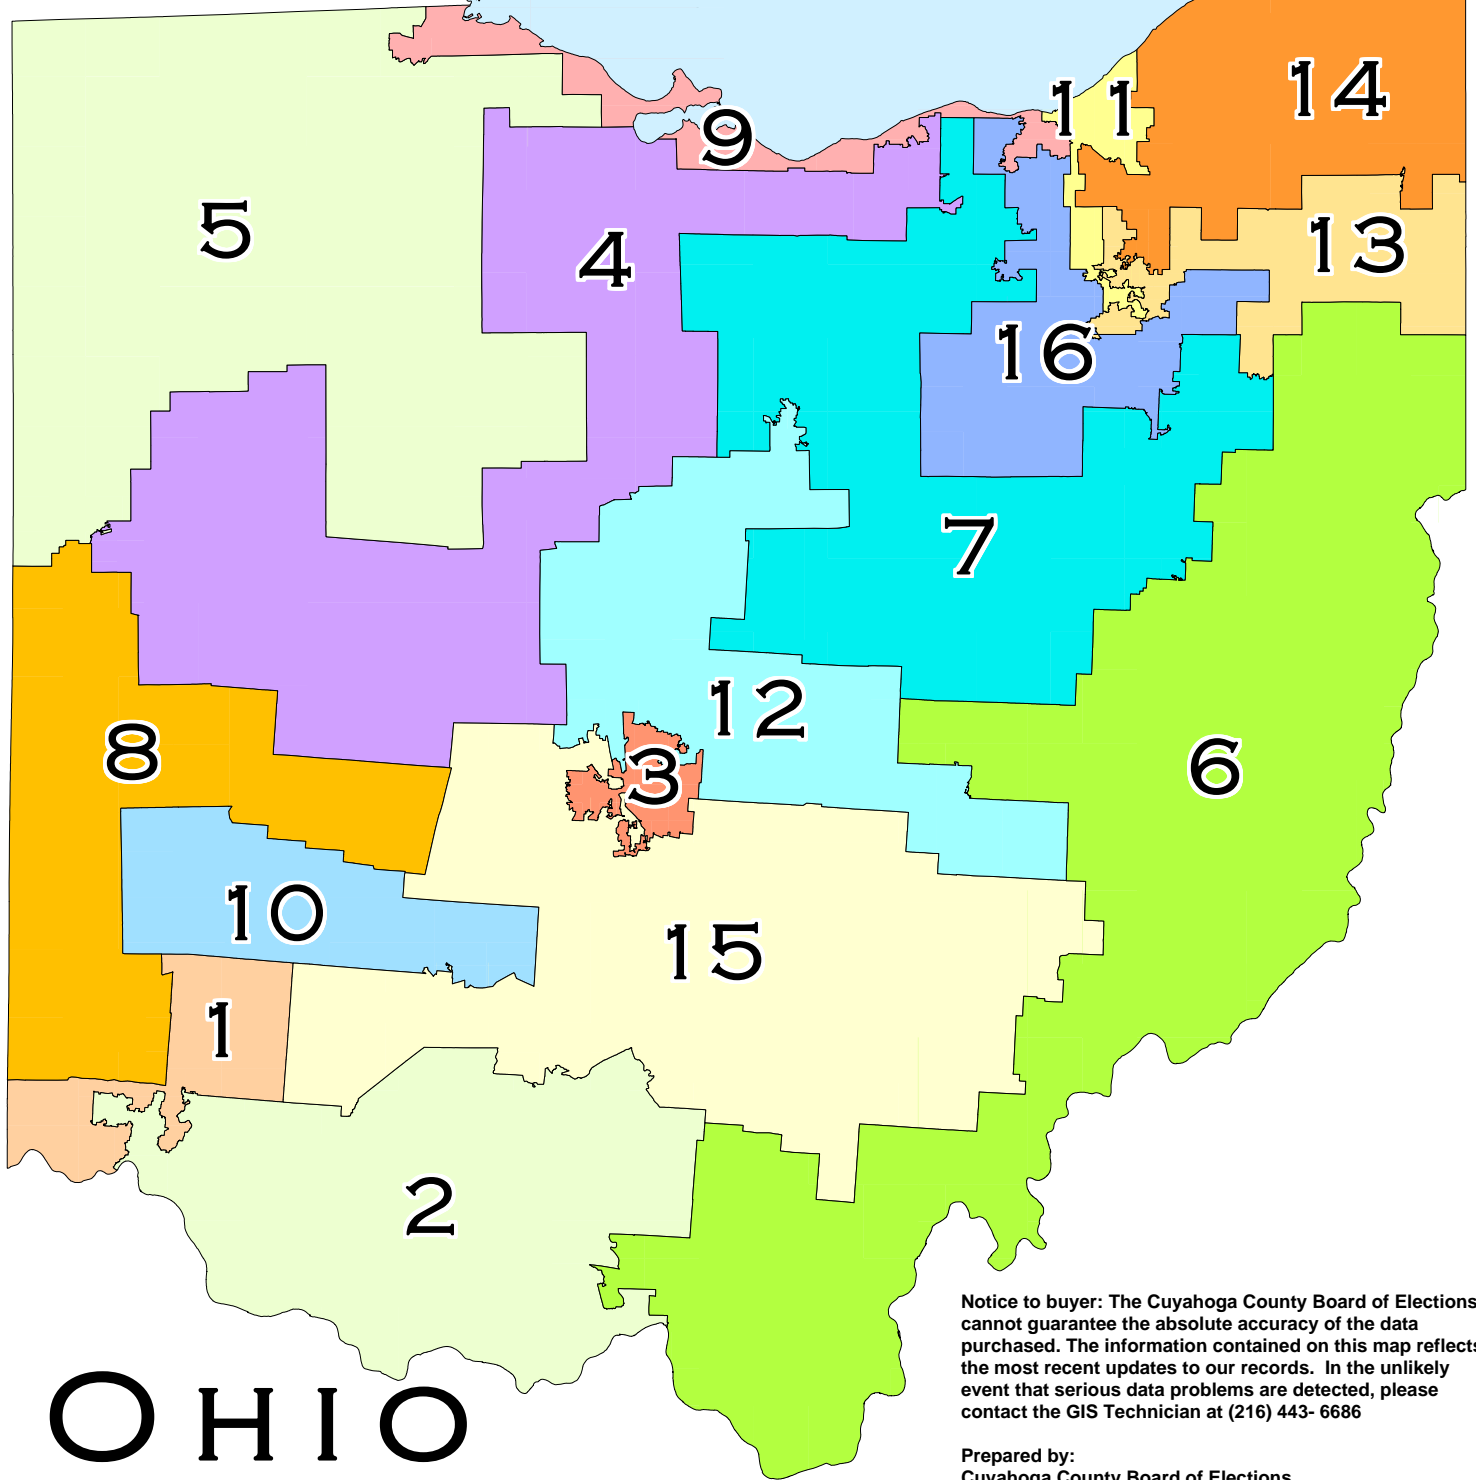 11
14
9
5
4
13
16
7
12
8
3
6
10
15
1
2
Notice to buyer: The Cuyahoga County Board of Elections
cannot guarantee the absolute accuracy of the data
purchased. The information contained on this map reflects
the most recent updates to our records. In the unlikely
event that serious data problems are detected, please
contact the GIS Technician at (216) 443- 6686
OHIO
Prepared by:
Cuyahoga County Board of Elections